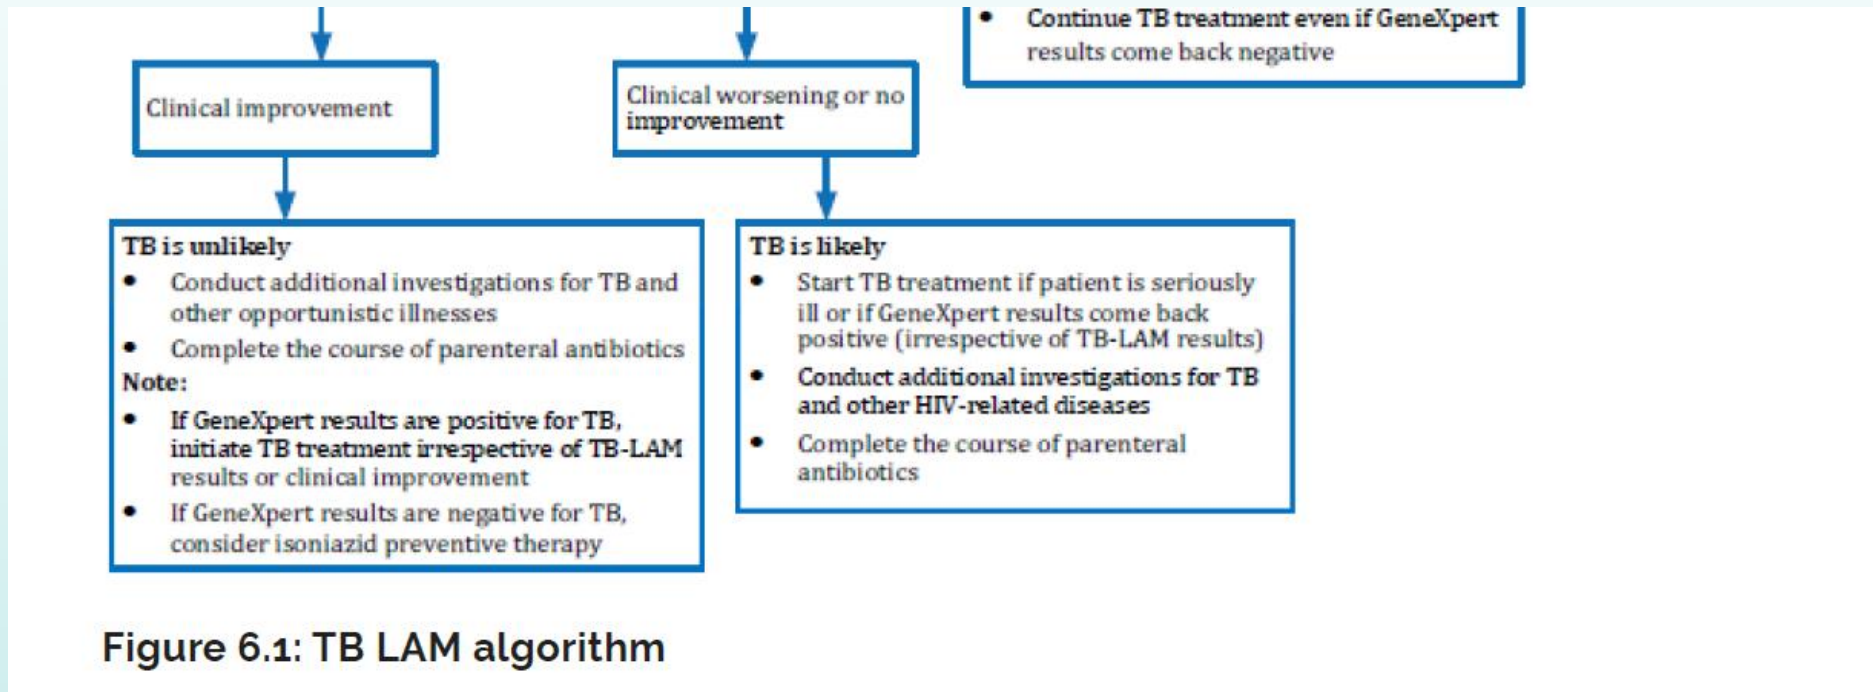 • Continue TB treatment even if GeneXpert
results come back negative
Clinical improvement
Clinical worsening or no
improvement
TB is unlikely
• Conduct additional investigations for TB and
other opportunistic illnesses
• Complete the course of parenteral antibiotics
Note:
• If GeneXpert results are positive for TB,
initiate TB treatment irrespective of TB-LAM
results or clinical improvement
• If GeneXpert results are negative for TB,
consider isoniazid preventive therapy
TB is likely
• Start TB treatment if patient is seriously
ill or if GeneXpert results come back
positive (irrespective of TB-LAM results)
• Conduct additional investigations for TB
and other HIV-related diseases
• Complete the course of parenteral
antibiotics
Figure 6.1: TB LAM algorithm